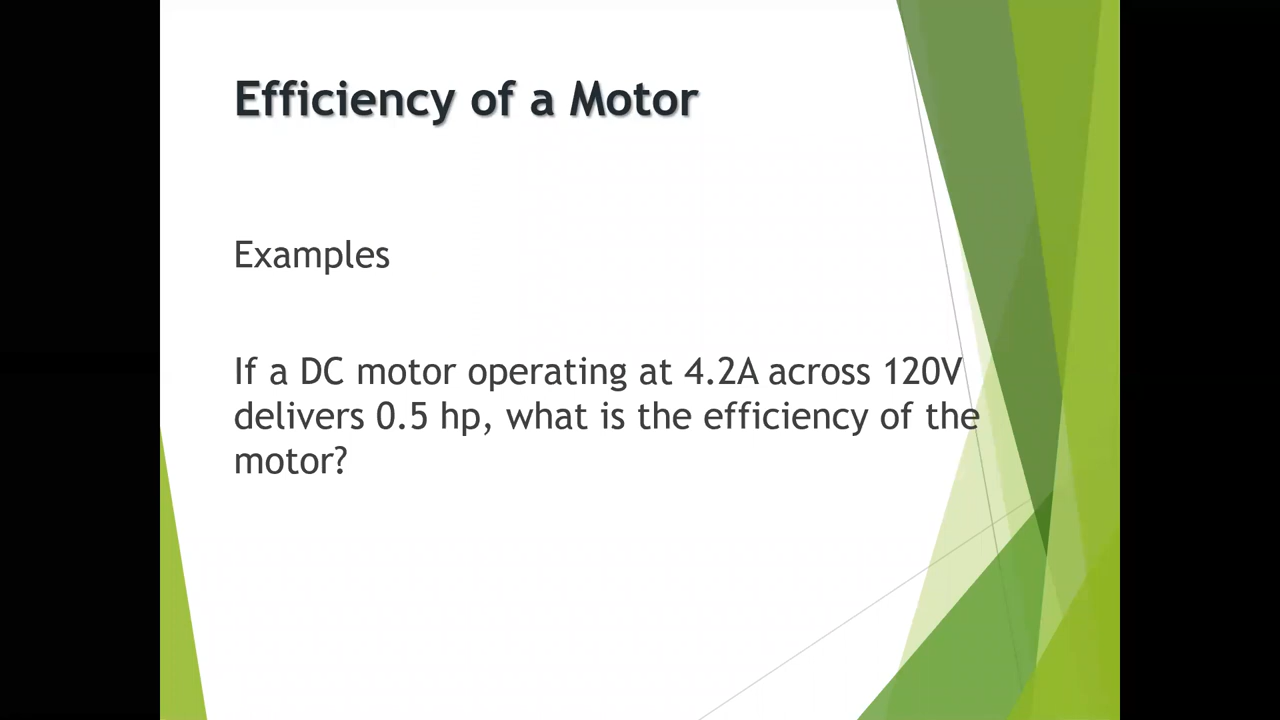 Efficiency of a Motor
Examples
If a DC motor operating at 4.2A across 120V
delivers 0.5 hp, what is the efficiency of the
motor?